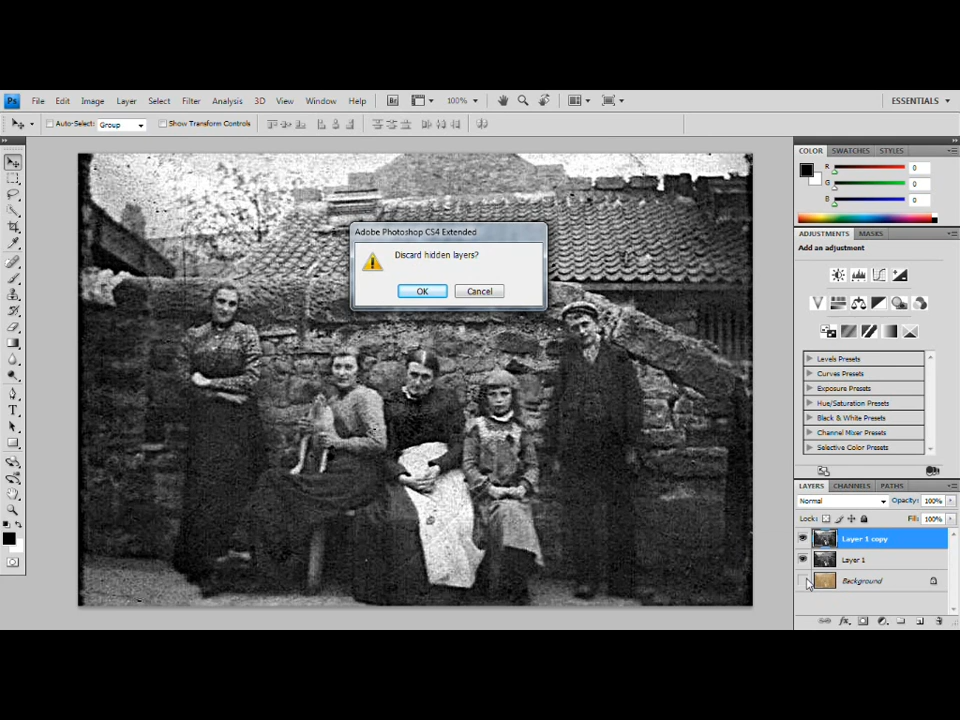 Ps File Edit Image Layer Select Filter Analysis 3D View Window Help Br 100% ESSENTIALS
Auto-Select: Group Show Transform Controls
COLOR SWATCHES STYLES
R 0
G 0
B 0
ADJUSTMENTS MASKS
Add an adjustment
Levels Presets
Curves Presets
Exposure Presets
Hue/Saturation Presets
Black & White Presets
Channel Mixer Presets
Selective Color Presets
LAYERS CHANNELS PATHS
Normal Opacity: 100%
Lock: Fill: 100%
Layer 1 copy
Layer 1
Background
fx
Adobe Photoshop CS4 Extended
Discard hidden layers?
OK Cancel
T